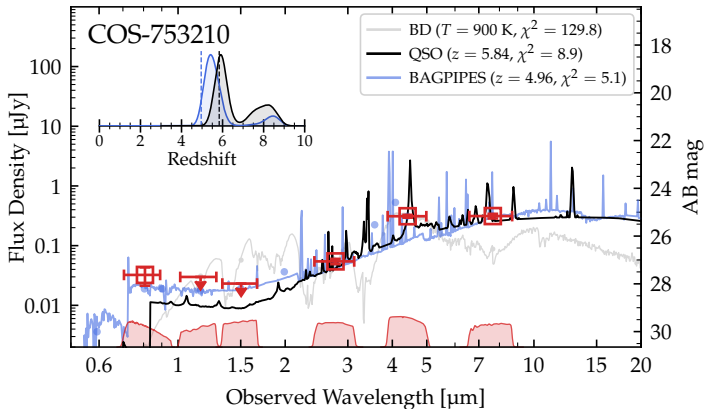 COS-753210
BD (T = 900 K, χ² = 129.8)
QSO (z = 5.84, χ² = 8.9)
BAGPIPES (z = 4.96, χ² = 5.1)
0 2 4 6 8 10
Redshift
100
10
1
0.1
0.01
Flux Density [μJy]
18
20
22
24
26
28
30
AB mag
0.6 1 1.5 2 3 4 5 6 7 10 15 20
Observed Wavelength [μm]